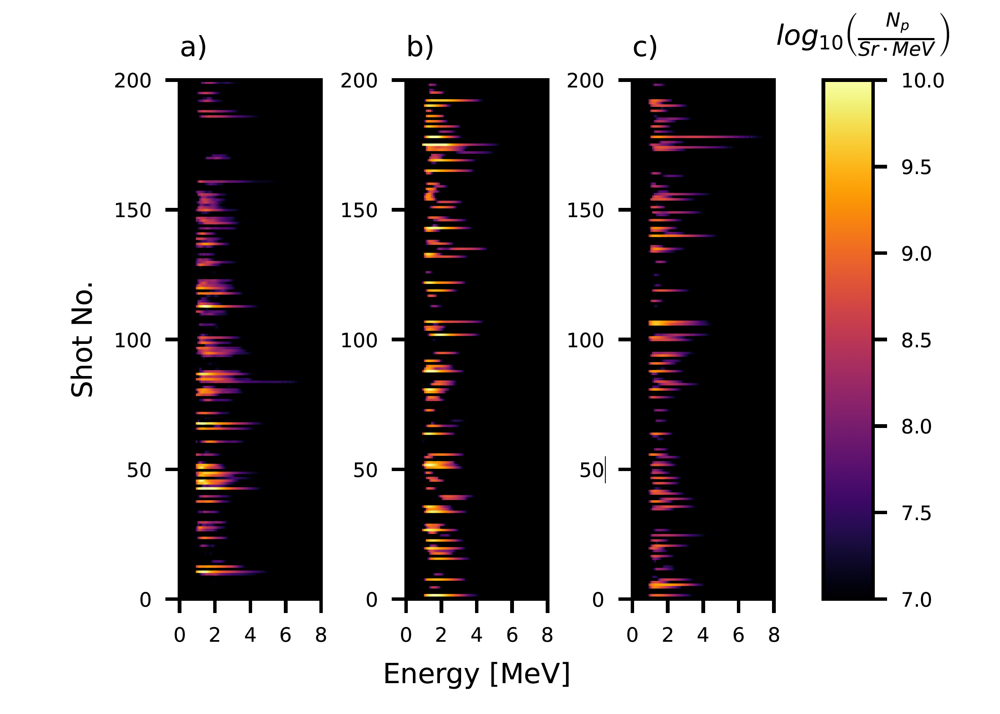 a) b) c) log10(Np / Sr · MeV)
200 200 200 10.0
9.5
150 150 150
9.0
Shot No.
100 100 100 8.5
8.0
50 50 50
7.5
0 0 0 7.0
0 2 4 6 8 0 2 4 6 8 0 2 4 6 8
Energy [MeV]